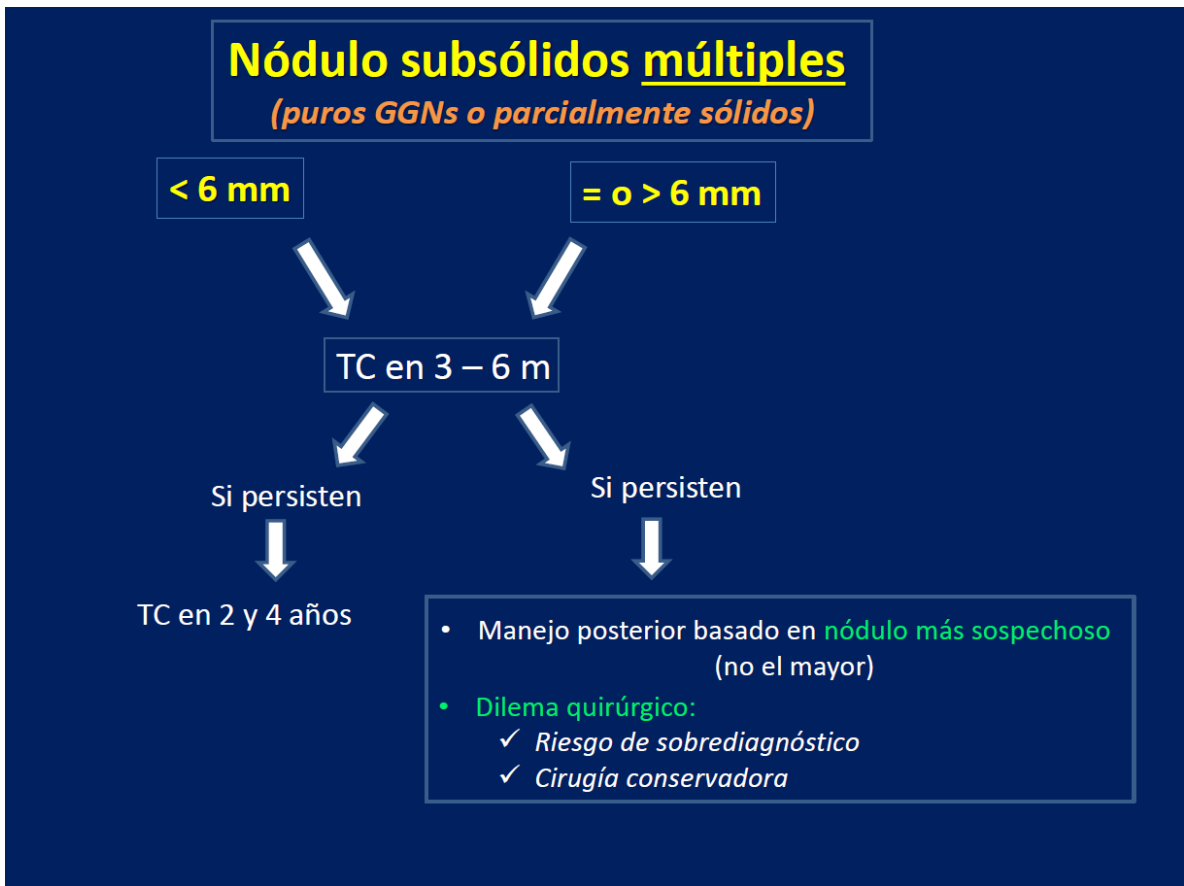 Nódulo subsólidos múltiples
(puros GGNs o parcialmente sólidos)
< 6 mm
= o > 6 mm
TC en 3 – 6 m
Si persisten
Si persisten
TC en 2 y 4 años
• Manejo posterior basado en nódulo más sospechoso
(no el mayor)
• Dilema quirúrgico:
✓ Riesgo de sobrediagnóstico
✓ Cirugía conservadora